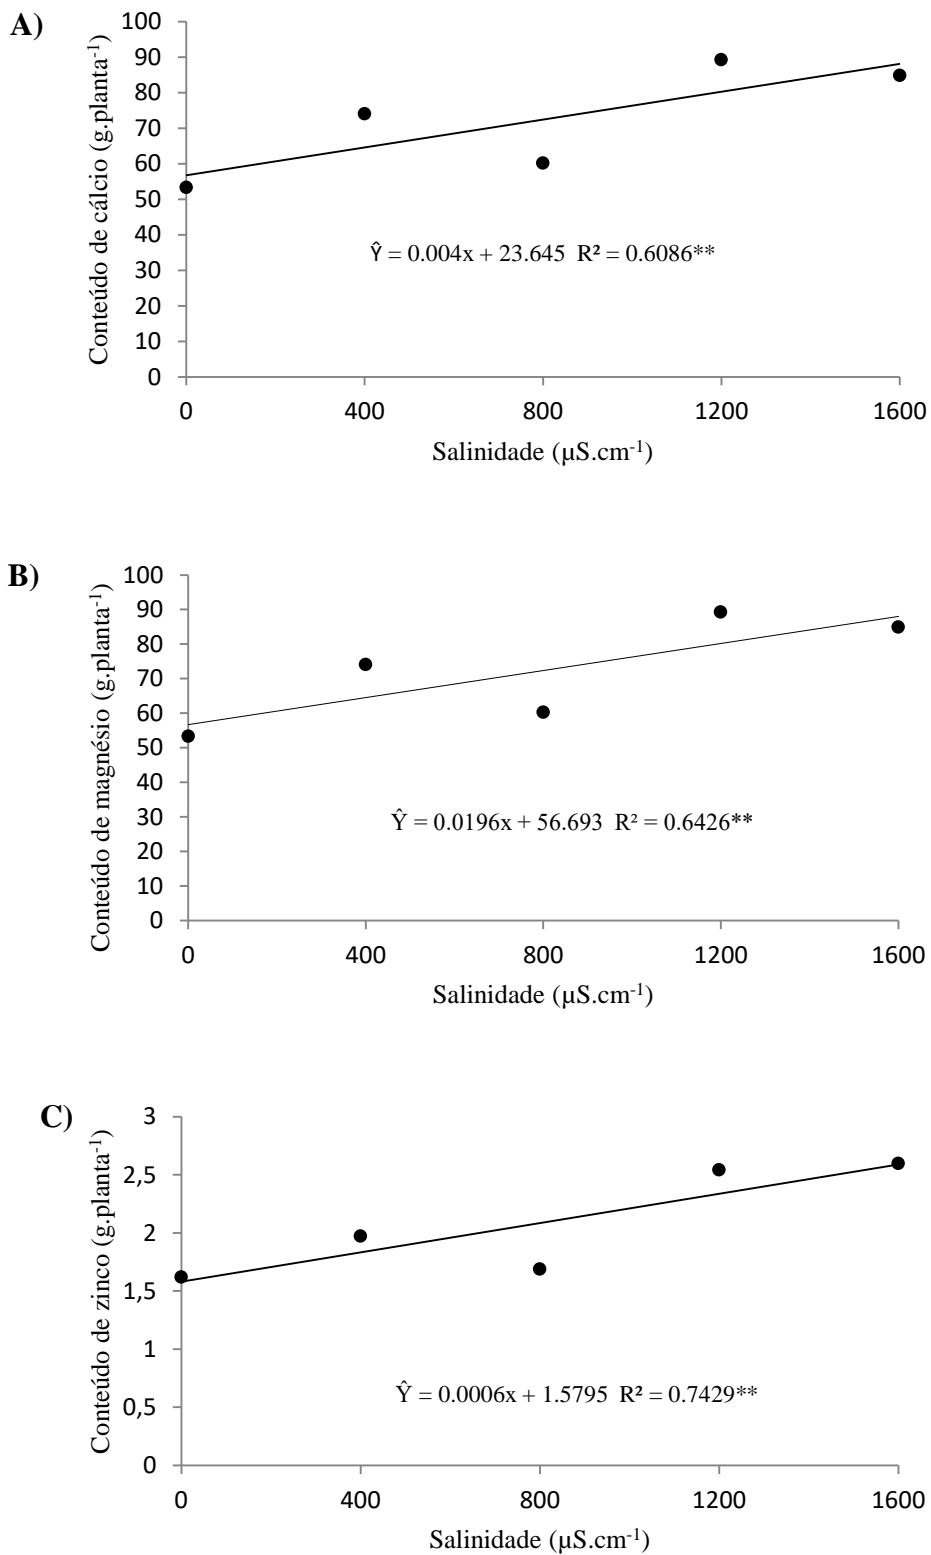 A)
Conteúdo de cálcio (g.planta⁻¹)
100
90
80
70
60
50
40
30
20
10
0
Ŷ = 0.004x + 23.645 R² = 0.6086**
0 400 800 1200 1600
Salinidade (µS.cm⁻¹)
B)
Conteúdo de magnésio (g.planta⁻¹)
100
90
80
70
60
50
40
30
20
10
0
Ŷ = 0.0196x + 56.693 R² = 0.6426**
0 400 800 1200 1600
Salinidade (µS.cm⁻¹)
C)
Conteúdo de zinco (g.planta⁻¹)
3
2,5
2
1,5
1
0,5
0
Ŷ = 0.0006x + 1.5795 R² = 0.7429**
0 400 800 1200 1600
Salinidade (µS.cm⁻¹)